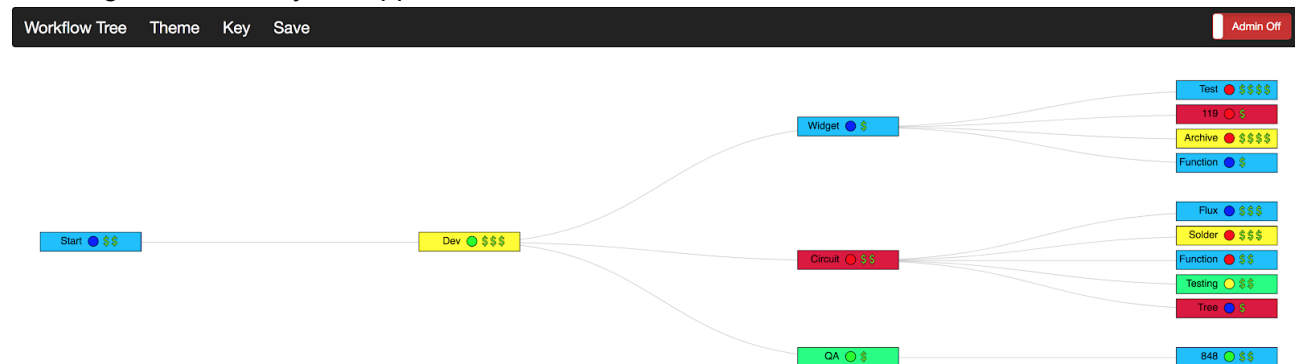 Workflow Tree Theme Key Save
Admin Off
Test $$$$
119 $
Widget $
Archive $$$$
Function $
Flux $$$
Start $$
Dev $$$
Solder $$$
Circuit $$
Function $$
Testing $$
Tree $
QA $
848 $$